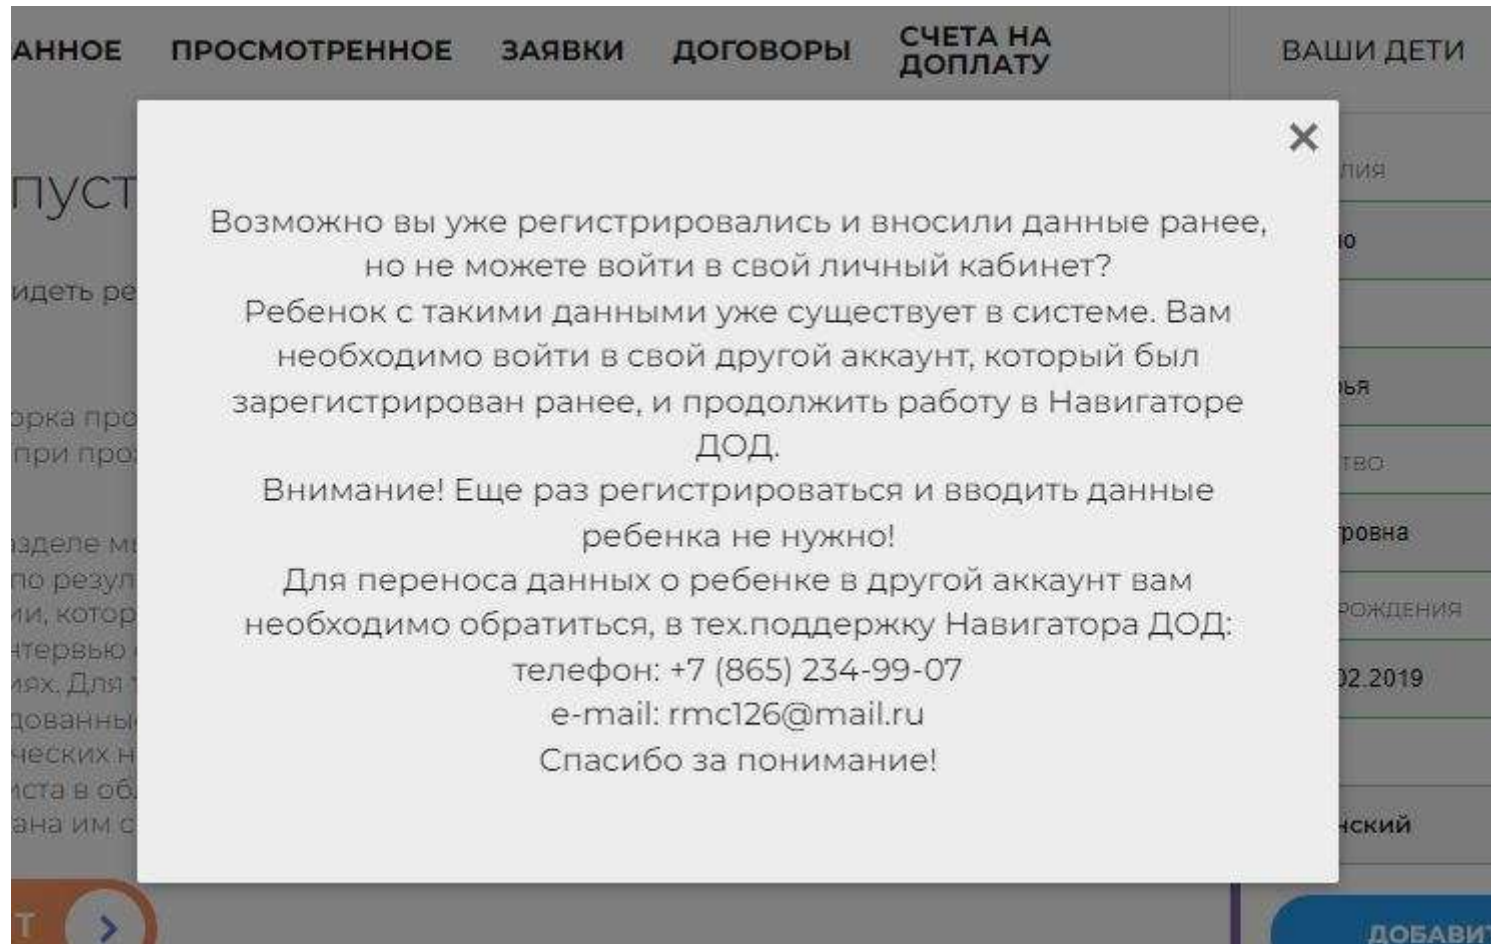 ПРОСМОТРЕННОЕ ЗАЯВКИ ДОГОВОРЫ СЧЕТА НА
ДОПЛАТУ
ВАШИ ДЕТИ
×
Возможно вы уже регистрировались и вносили данные ранее,
но не можете войти в свой личный кабинет?
Ребенок с такими данными уже существует в системе. Вам
необходимо войти в свой другой аккаунт, который был
зарегистрирован ранее, и продолжить работу в Навигаторе
ДОД.
Внимание! Еще раз регистрироваться и вводить данные
ребенка не нужно!
Для переноса данных о ребенке в другой аккаунт вам
необходимо обратиться, в тех.поддержку Навигатора ДОД:
телефон: +7 (865) 234-99-07
e-mail: rmc126@mail.ru
Спасибо за понимание!
02.2019